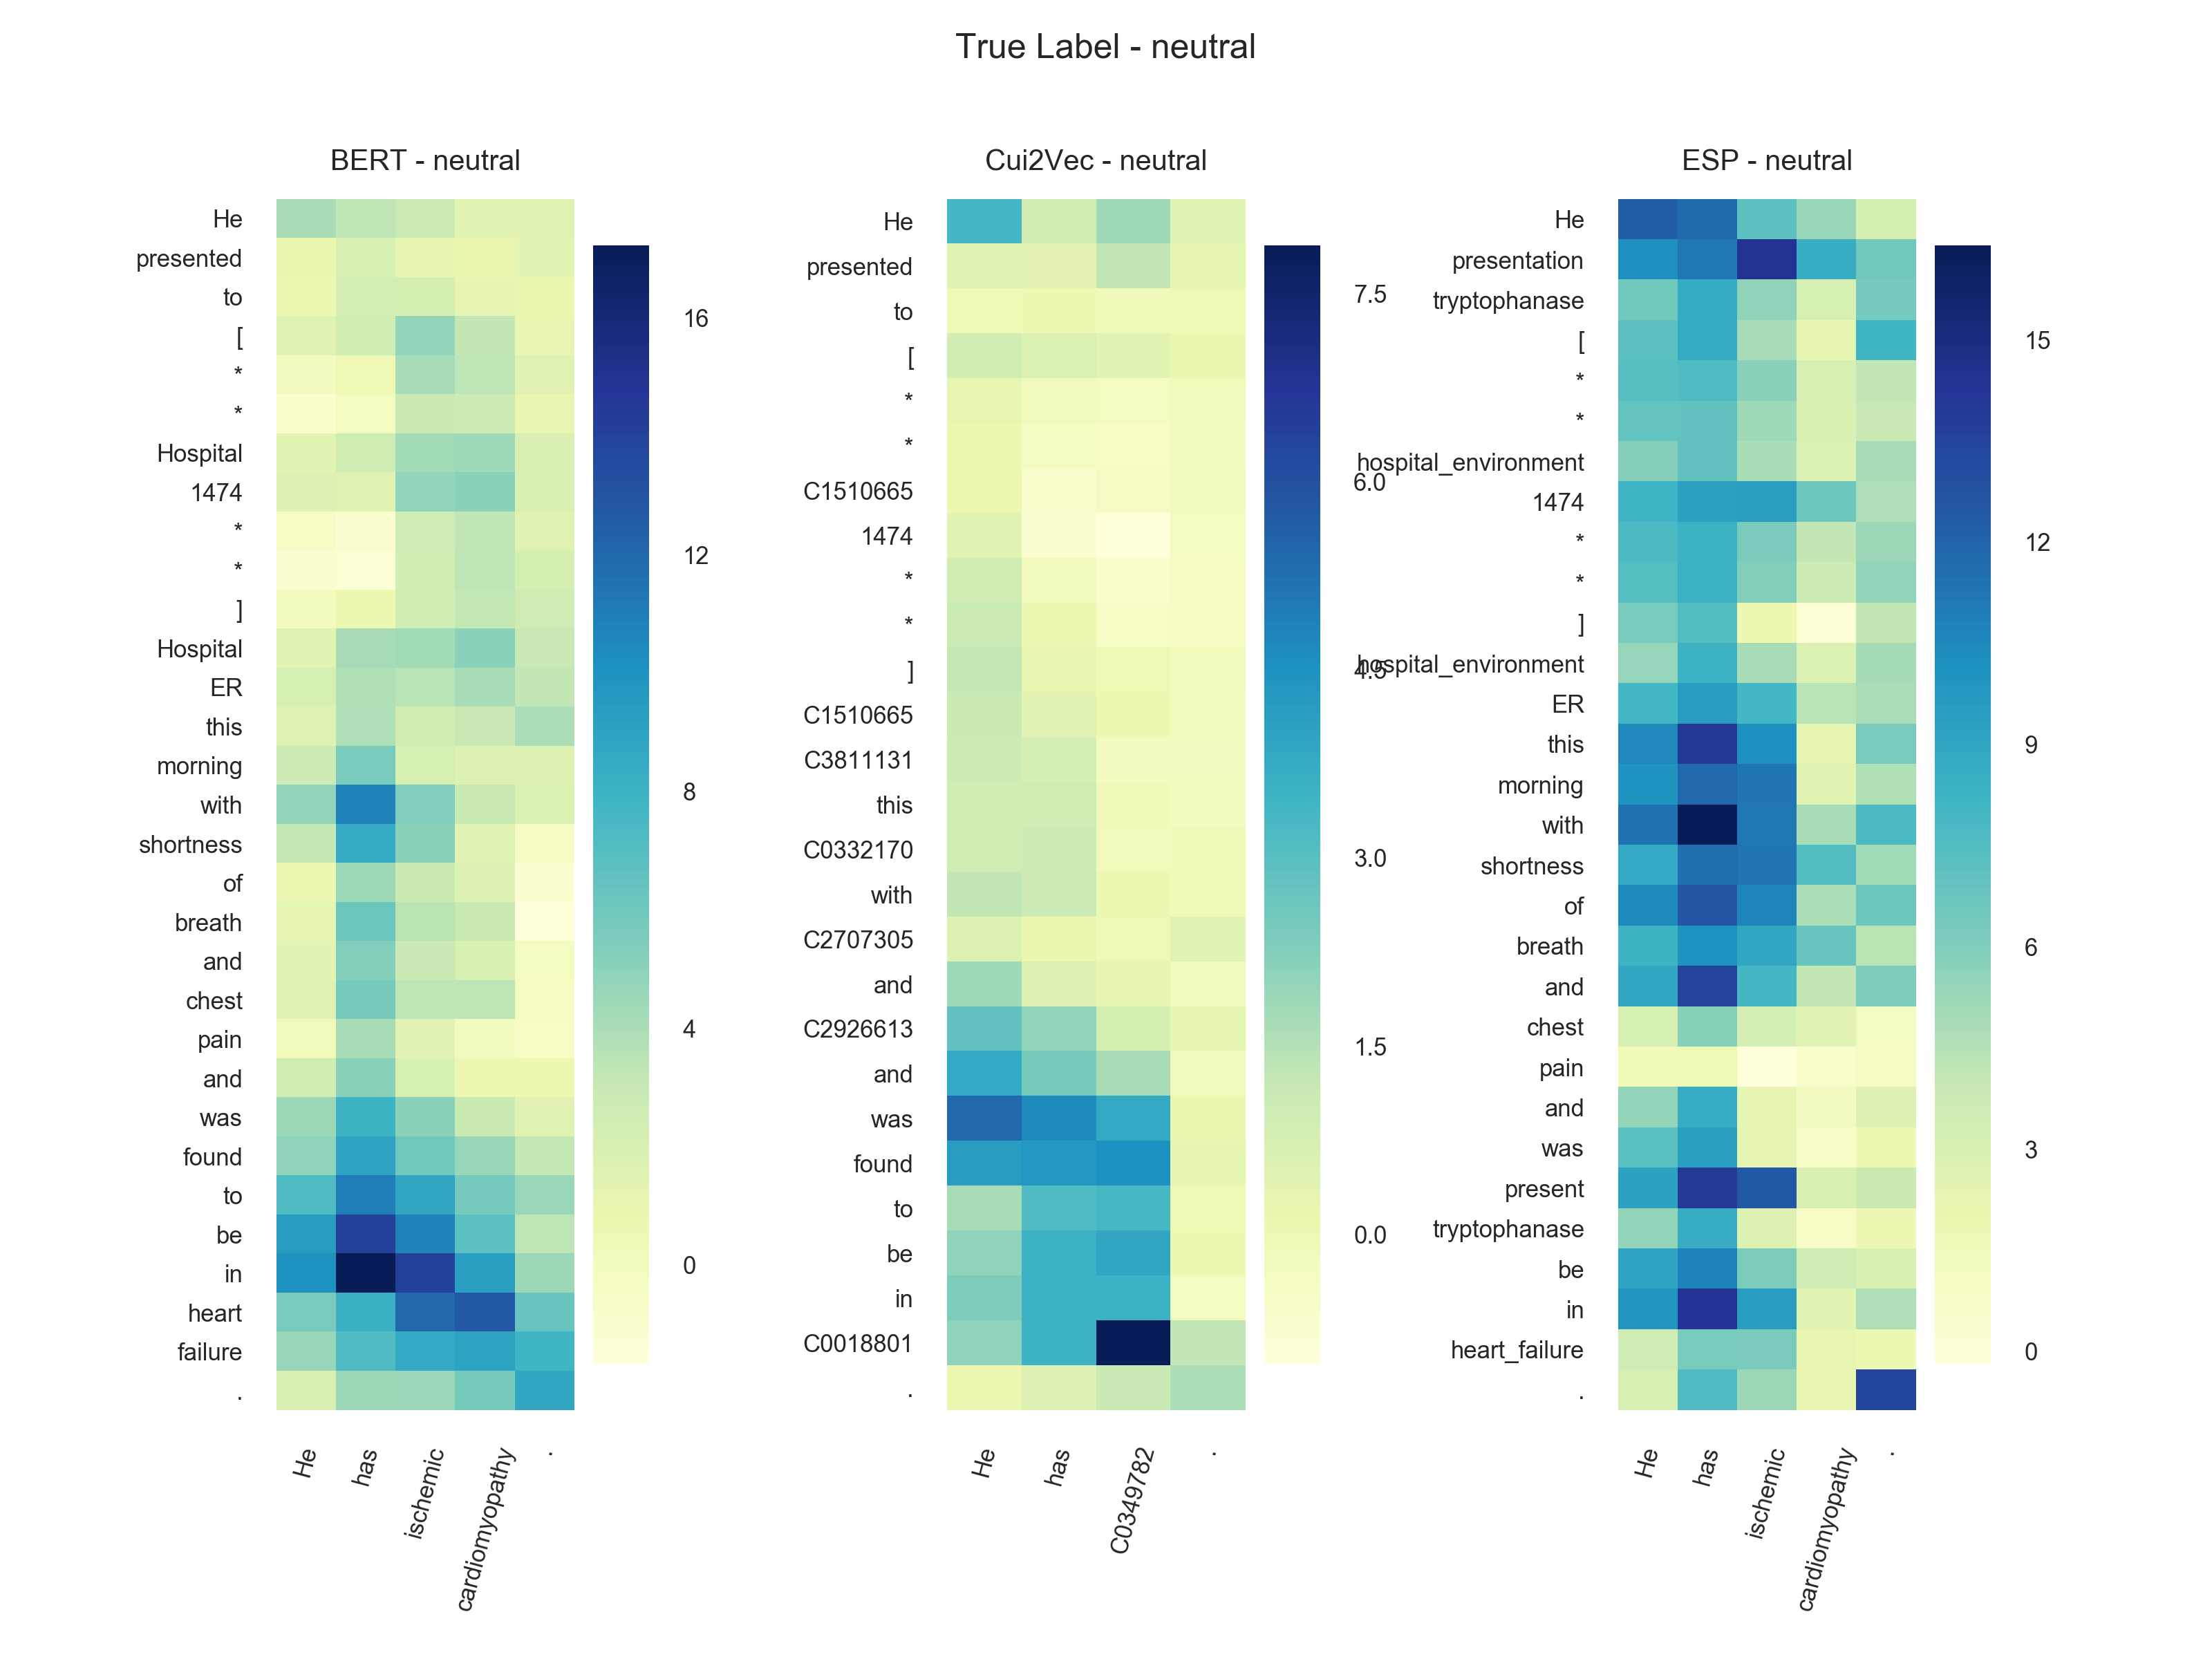 True Label - neutral
BERT - neutral
He
presented
to
[
*
*
Hospital
1474
*
*
]
Hospital
ER
this
morning
with
shortness
of
breath
and
chest
pain
and
was
found
to
be
in
heart
failure
.
He
has
ischemic
cardiomyopathy
.
16
12
8
4
0
Cui2Vec - neutral
He
presented
to
[
*
*
C1510665
1474
*
*
]
C1510665
C3811131
this
C0332170
with
C2707305
and
C2926613
and
was
found
to
be
in
C0018801
.
He
has
C0349782
.
7.5
6.0
4.5
3.0
1.5
0.0
ESP - neutral
He
presentation
tryptophanase
[
*
*
hospital_environment
1474
*
*
]
hospital_environment
ER
this
morning
with
shortness
of
breath
and
chest
pain
and
was
present
tryptophanase
be
in
heart_failure
.
He
has
ischemic
cardiomyopathy
.
15
12
9
6
3
0